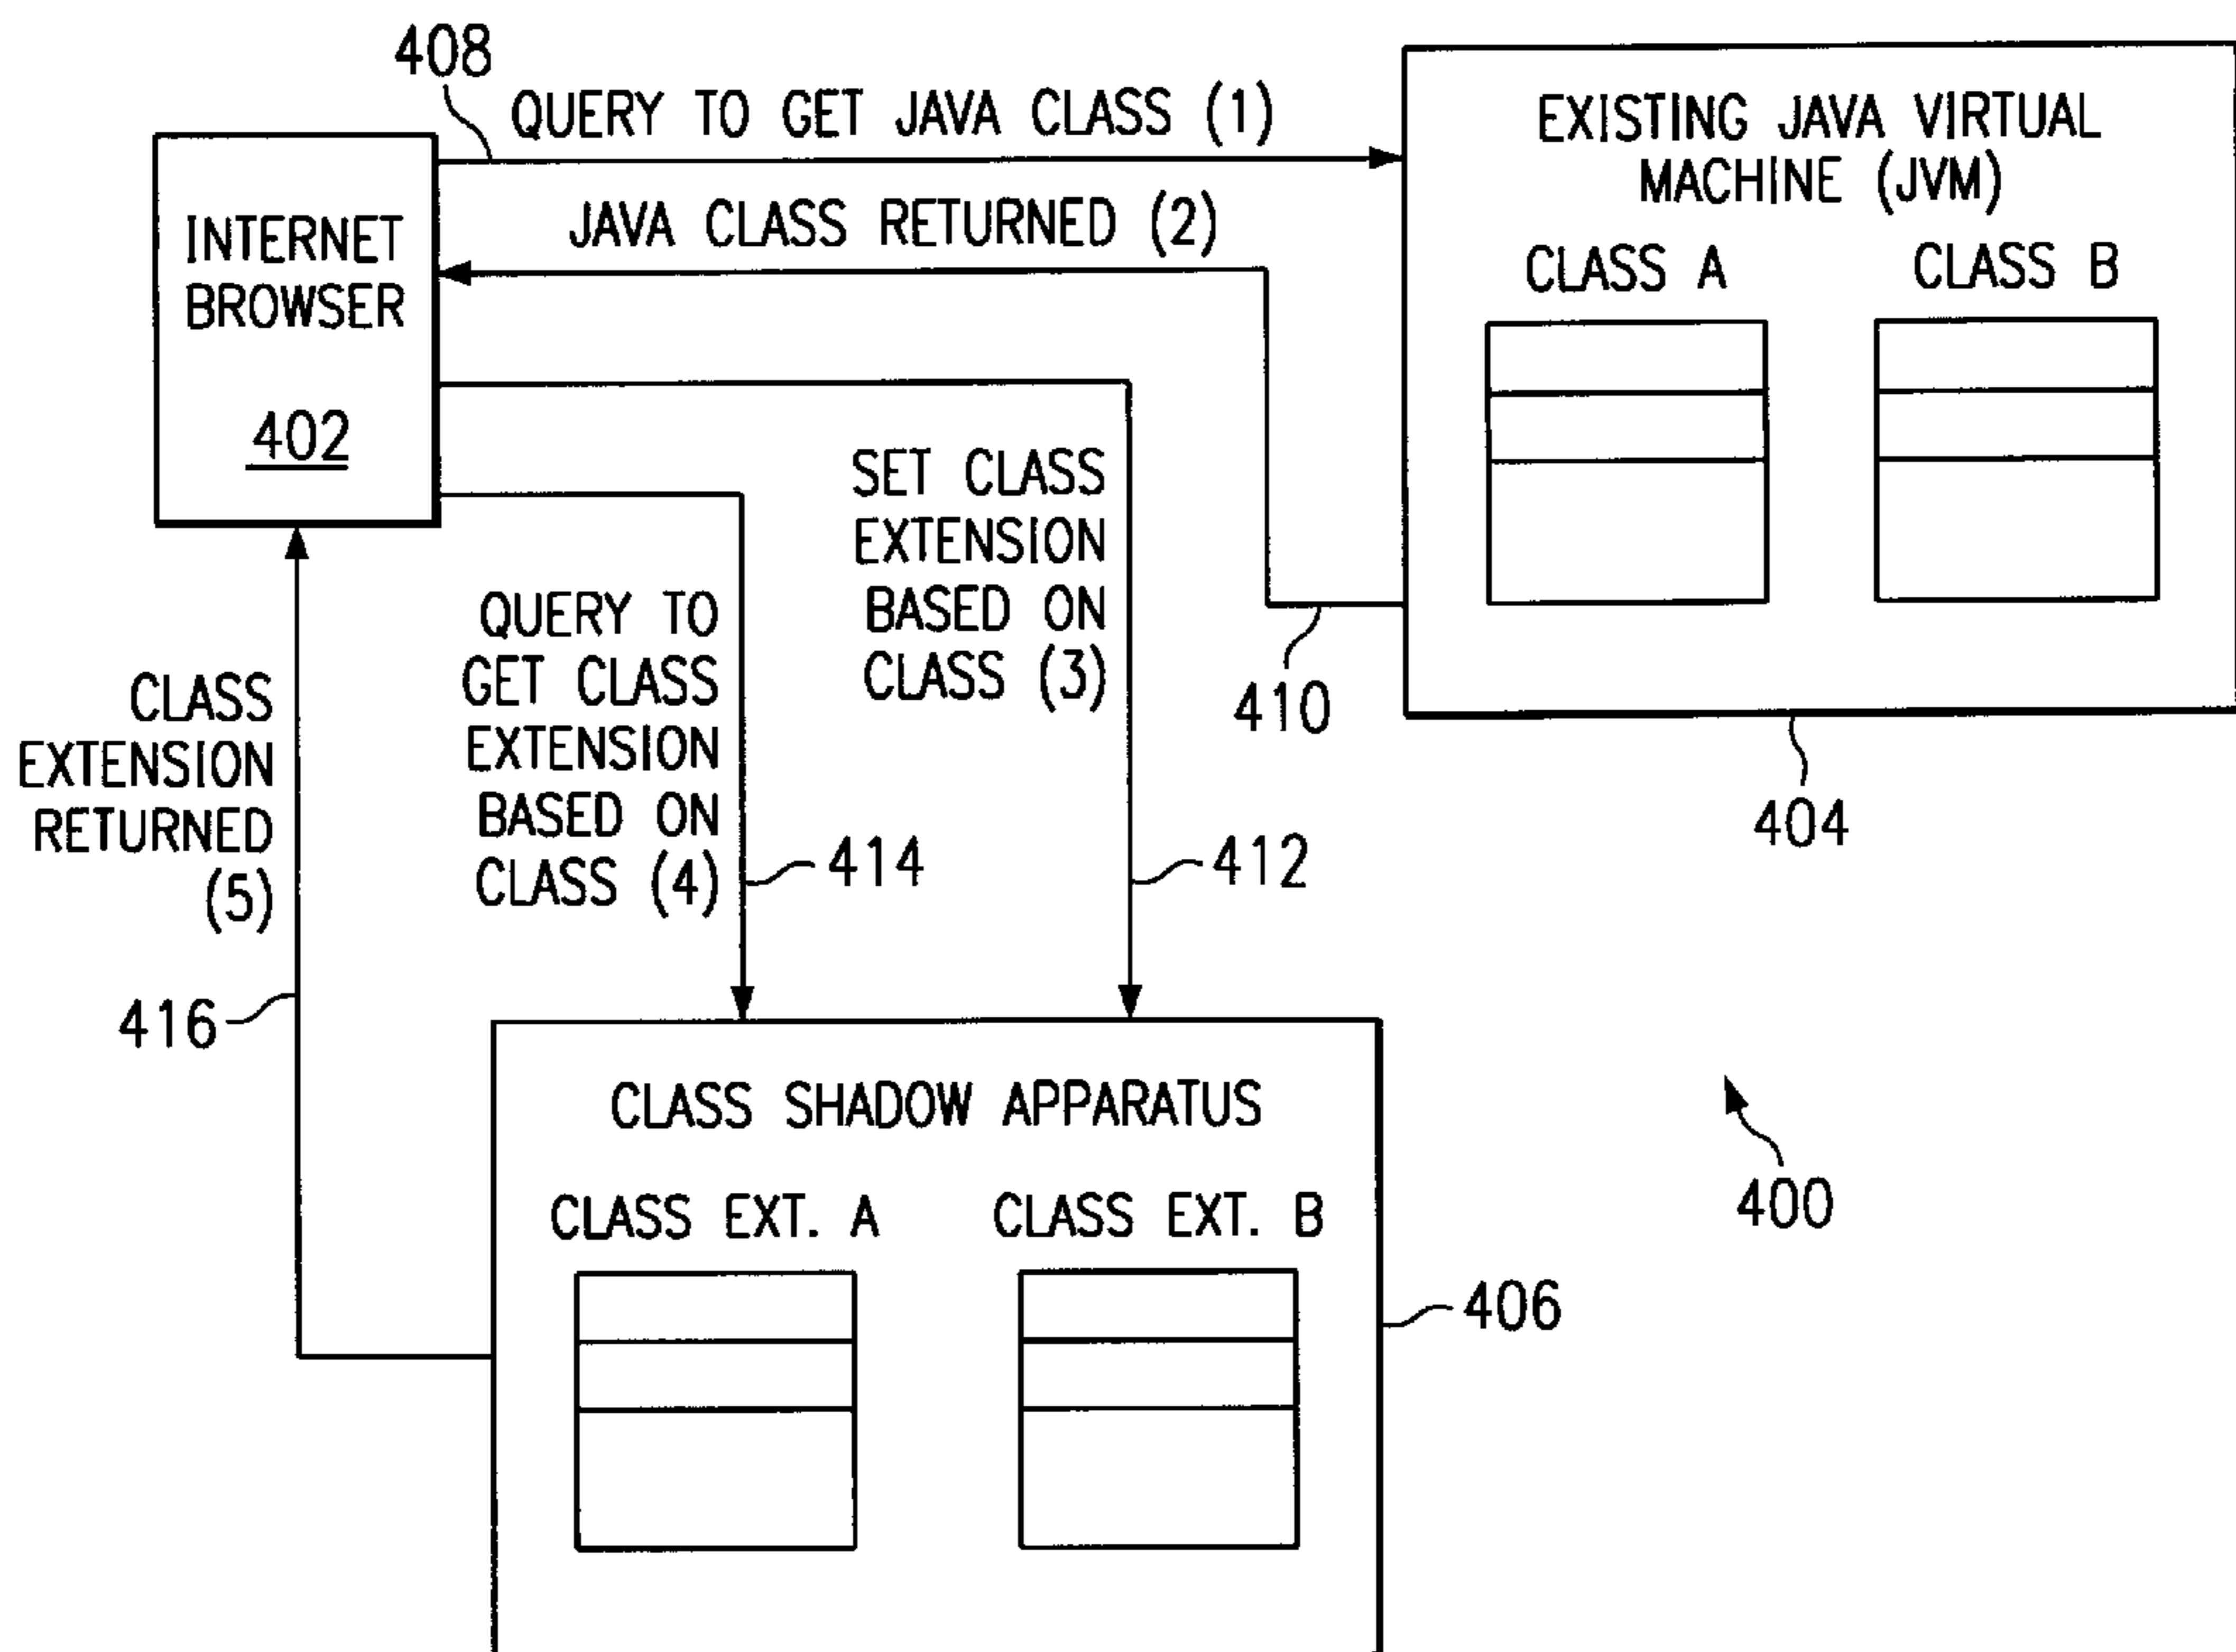 408
QUERY TO GET JAVA CLASS (1)
JAVA CLASS RETURNED (2)
INTERNET
BROWSER
402
EXISTING JAVA VIRTUAL
MACHINE (JVM)
CLASS A
CLASS B
SET CLASS
EXTENSION
BASED ON
CLASS (3)
410
404
QUERY TO
GET CLASS
EXTENSION
BASED ON
CLASS (4)
414
412
CLASS
EXTENSION
RETURNED
(5)
416
CLASS SHADOW APPARATUS
CLASS EXT. A
CLASS EXT. B
406
400